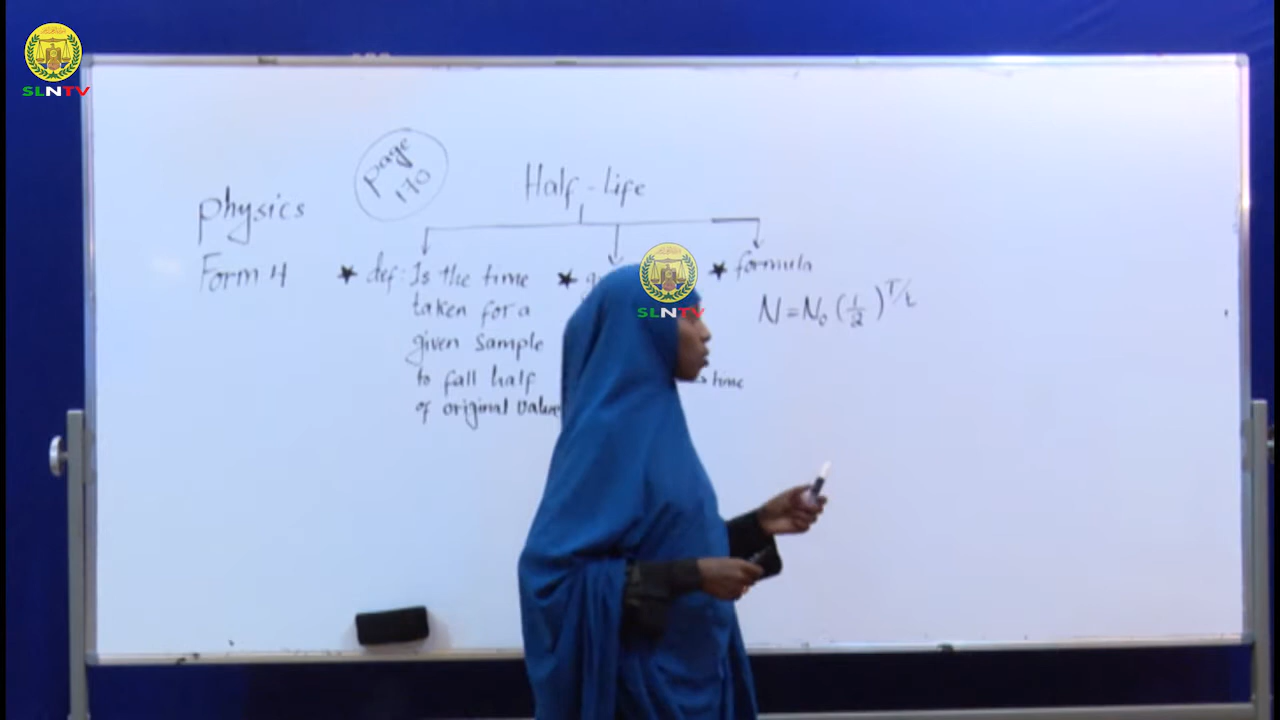 SLNTV
page
170
Half-Life
physics
Form 4
★ def: Is the time
taken for a
given sample
to fall half
of original value
★
★ formula
N = N₀ (1/2)^T/t
→ time
SLNTV